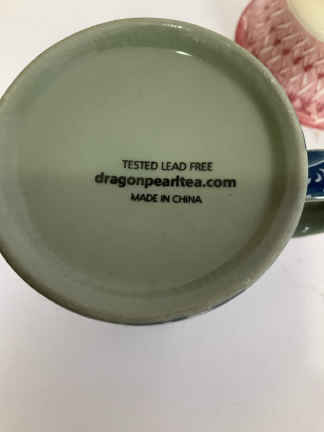 TESTED LEAD FREE
dragonpearltea.com
MADE IN CHINA